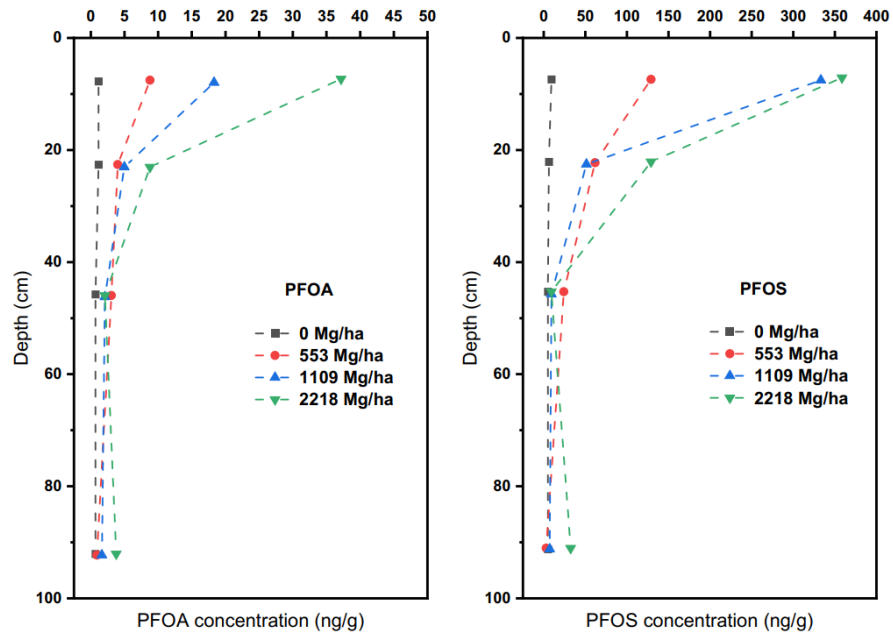 0 5 10 15 20 25 30 35 40 45 50
0
20
40
60
80
100
Depth (cm)
PFOA
0 Mg/ha
553 Mg/ha
1109 Mg/ha
2218 Mg/ha
PFOA concentration (ng/g)
0 50 100 150 200 250 300 350 400
0
20
40
60
80
100
Depth (cm)
PFOS
0 Mg/ha
553 Mg/ha
1109 Mg/ha
2218 Mg/ha
PFOS concentration (ng/g)